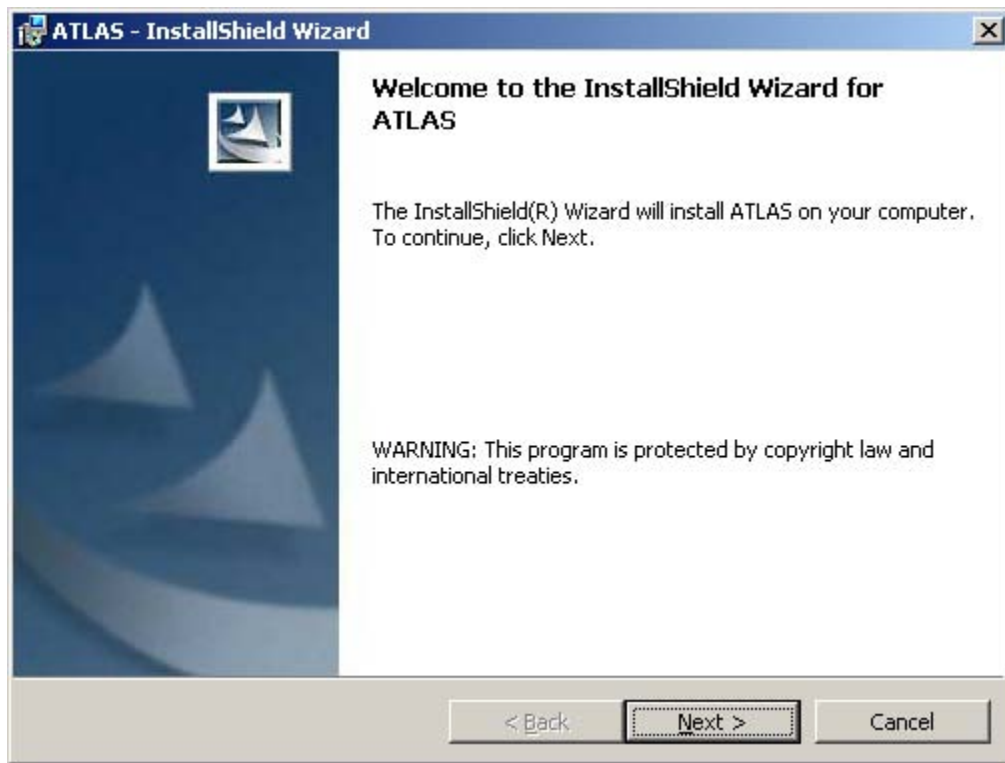 ATLAS - InstallShield Wizard
Welcome to the InstallShield Wizard for
ATLAS
The InstallShield(R) Wizard will install ATLAS on your computer.
To continue, click Next.
WARNING: This program is protected by copyright law and
international treaties.
< Back Next > Cancel